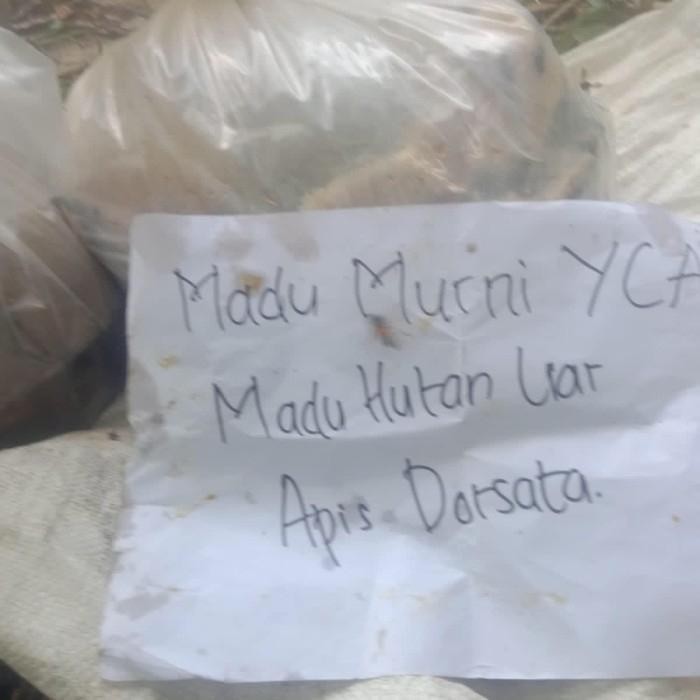 Madu Murni YCA
Madu Hutan Liar
Apis Dorsata.